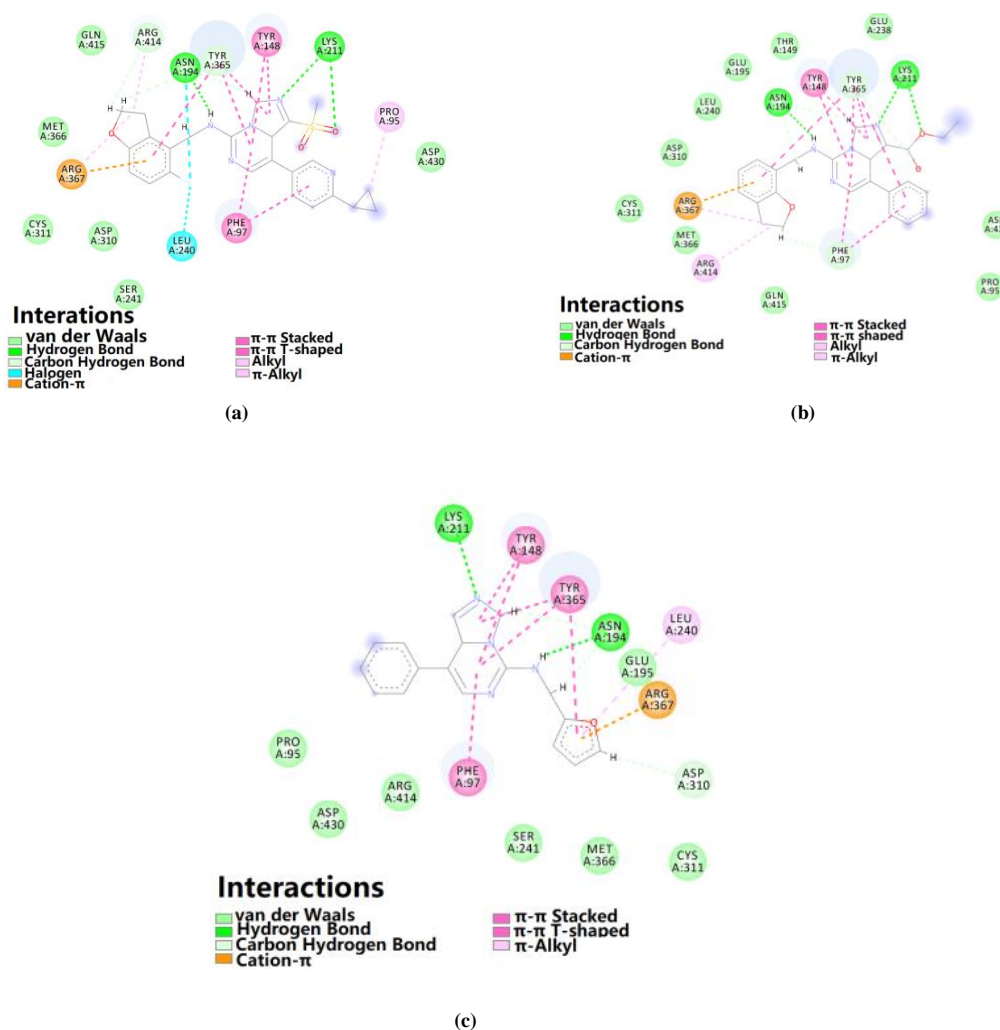 GLN
A:415
ARG
A:414
ASN
A:194
TYR
A:365
TYR
A:148
LYS
A:211
PRO
A:95
ASP
A:430
MET
A:366
ARG
A:367
CYS
A:311
ASP
A:310
SER
A:241
LEU
A:240
PHE
A:97
H
H
H
N
N
N
N
N
N
O
S
O
O
Interations
van der Waals
Hydrogen Bond
Carbon Hydrogen Bond
Halogen
Cation-π
π-π Stacked
π-π T-shaped
Alkyl
π-Alkyl
(a)
GLU
A:238
THR
A:149
GLU
A:195
TYR
A:148
TYR
A:365
LYS
A:211
LEU
A:240
ASN
A:194
ASP
A:310
CYS
A:311
ARG
A:367
MET
A:366
ARG
A:414
GLN
A:415
PHE
A:97
AS
A:43
PRO
A:95
H
H
H
H
N
N
N
N
O
O
O
Interactions
van der Waals
Hydrogen Bond
Carbon Hydrogen Bond
Cation-π
π-π Stacked
π-π shaped
Alkyl
π-Alkyl
(b)
LYS
A:211
TYR
A:148
TYR
A:365
ASN
A:194
LEU
A:240
GLU
A:195
ARG
A:367
ASP
A:310
PRO
A:95
ASP
A:430
ARG
A:414
PHE
A:97
SER
A:241
MET
A:366
CYS
A:311
N
H
N
H
N
N
H
O
H
Interactions
van der Waals
Hydrogen Bond
Carbon Hydrogen Bond
Cation-π
π-π Stacked
π-π T-shaped
π-Alkyl
(c)